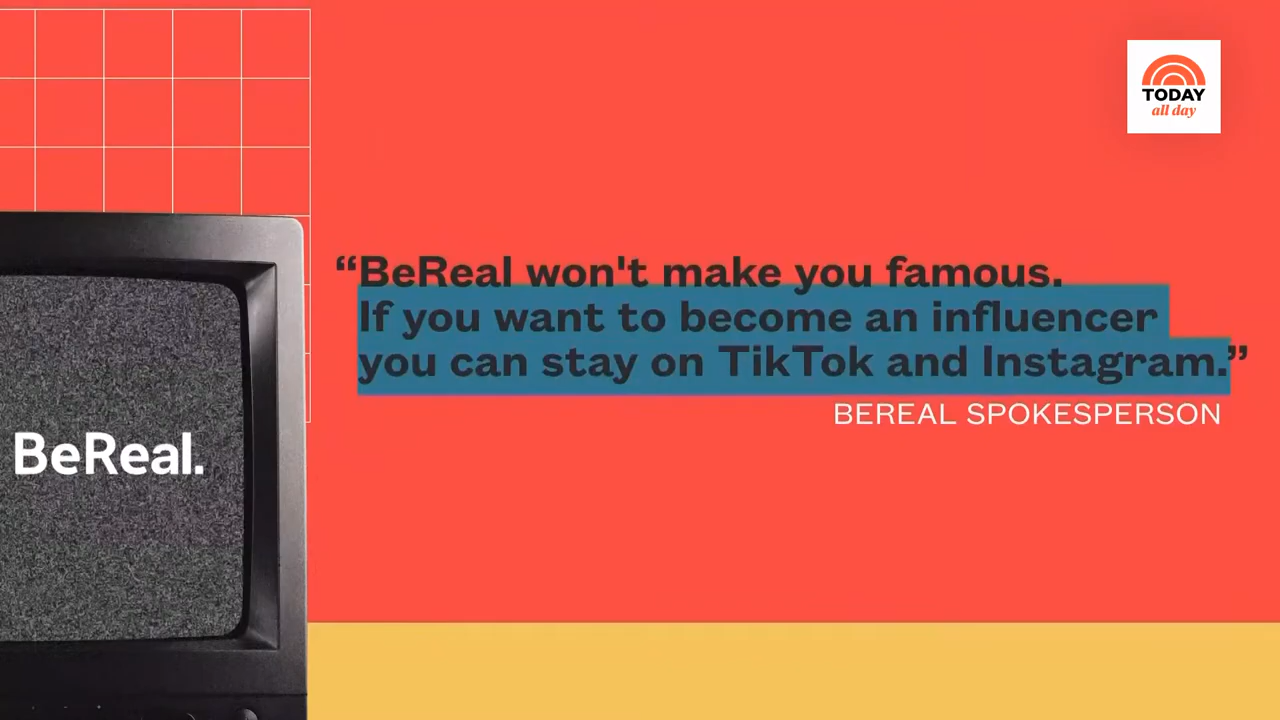 TODAY
all day
“BeReal won't make you famous.
If you want to become an influencer
you can stay on TikTok and Instagram.”
BEREAL SPOKESPERSON
BeReal.